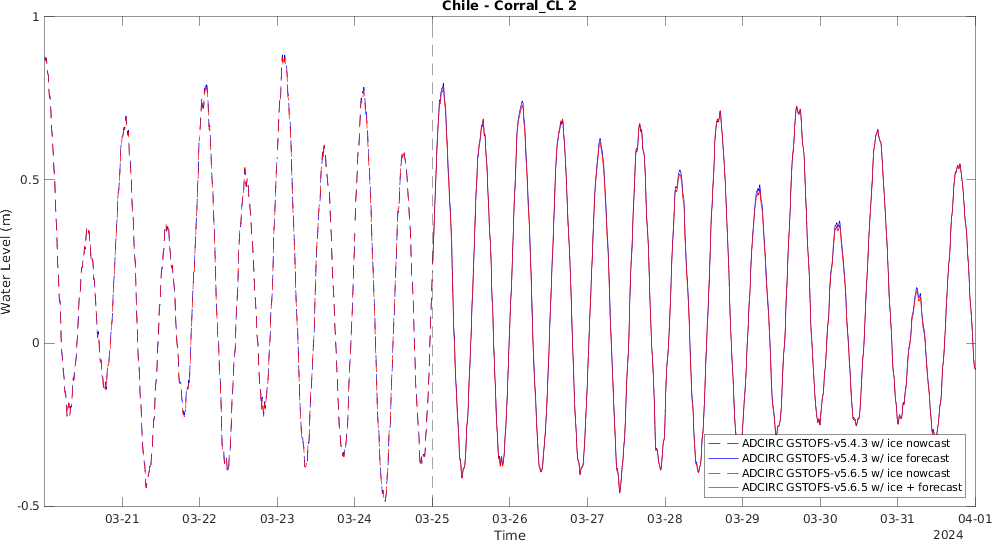 Chile - Corral_CL 2
1
0.5
0
-0.5
Water Level (m)
03-21
03-22
03-23
03-24
03-25
03-26
03-27
03-28
03-29
03-30
03-31
04-01
Time
2024
ADCIRC GSTOFS-v5.4.3 w/ ice nowcast
ADCIRC GSTOFS-v5.4.3 w/ ice forecast
ADCIRC GSTOFS-v5.6.5 w/ ice nowcast
ADCIRC GSTOFS-v5.6.5 w/ ice + forecast